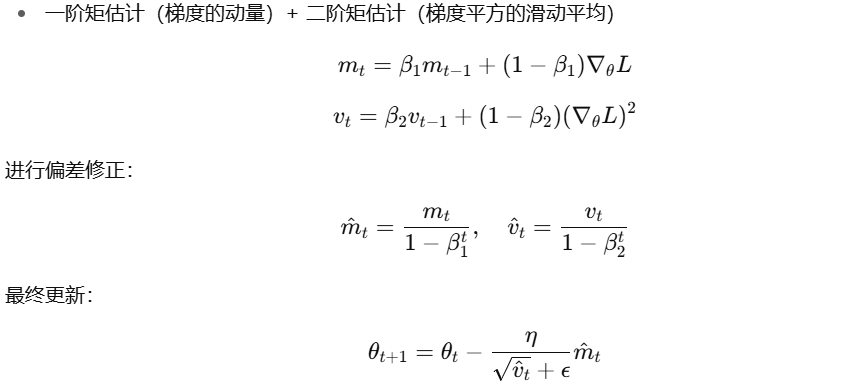 • 一阶矩估计（梯度的动量）+ 二阶矩估计（梯度平方的滑动平均）
m_t = β_1 m_{t−1} + (1 − β_1)∇_θ L
v_t = β_2 v_{t−1} + (1 − β_2)(∇_θ L)^2
进行偏差修正：
\hat{m}_t = \frac{m_t}{1 − β_1^t}, \hat{v}_t = \frac{v_t}{1 − β_2^t}
最终更新：
θ_{t+1} = θ_t − \frac{η}{\sqrt{\hat{v}_t} + ϵ} \hat{m}_t